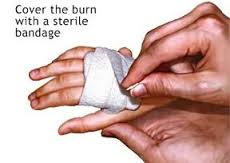 Cover the burn
with a sterile
bandage